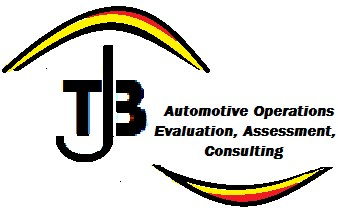 TJB
Automotive Operations
Evaluation, Assessment,
Consulting